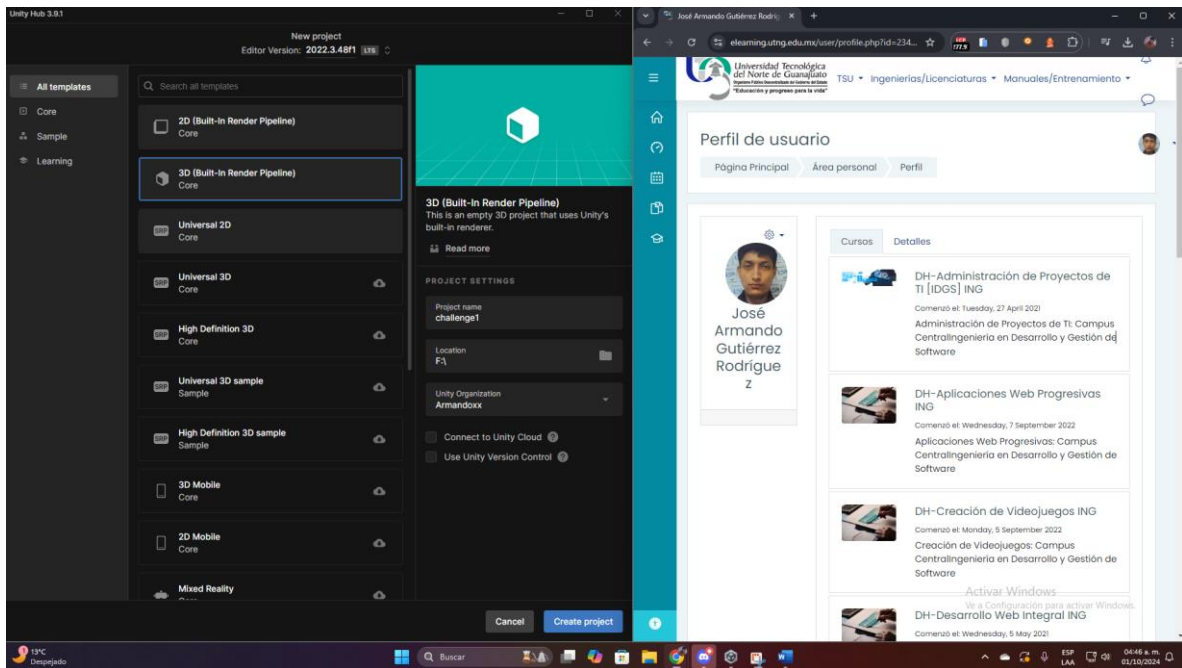 Unity Hub 3.9.1
New project
Editor Version: 2022.3.48f1 LTS
All templates
Core
Sample
Learning
Search all templates
2D (Built-In Render Pipeline)
Core
3D (Built-In Render Pipeline)
Core
SRP
Universal 2D
Core
SRP
Universal 3D
Core
SRP
High Definition 3D
Core
SRP
Universal 3D sample
Sample
SRP
High Definition 3D sample
Sample
3D Mobile
Core
2D Mobile
Core
Mixed Reality
3D (Built-In Render Pipeline)
This is an empty 3D project that uses Unity's
built-in renderer.
Read more
PROJECT SETTINGS
Project name
challenge1
Location
F:\
Unity Organization
Armandoxx
Connect to Unity Cloud
Use Unity Version Control
Cancel
Create project
José Armando Gutiérrez Rodríg
elearning.utng.edu.mx/user/profile.php?id=234...
Universidad Tecnológica
del Norte de Guanajuato
"Educación y progreso para la vida"
TSU
Ingenierías/Licenciaturas
Manuales/Entrenamiento
Perfil de usuario
Página Principal
Área personal
Perfil
José
Armando
Gutiérrez
Rodrígue
z
Cursos
Detalles
DH-Administración de Proyectos de
TI [IDGS] ING
Comenzó el: Tuesday, 27 April 2021
Administración de Proyectos de TI: Campus
CentralIngeniería en Desarrollo y Gestión de
Software
DH-Aplicaciones Web Progresivas
ING
Comenzó el: Wednesday, 7 September 2022
Aplicaciones Web Progresivas: Campus
CentralIngeniería en Desarrollo y Gestión de
Software
DH-Creación de Videojuegos ING
Comenzó el: Monday, 5 September 2022
Creación de Videojuegos: Campus
CentralIngeniería en Desarrollo y Gestión de
Software
Activar Windows
Ve a Configuración para activar Windows.
DH-Desarrollo Web Integral ING
Comenzó el: Wednesday, 5 May 2021
1
13°C
Despejado
Buscar
ESP
LAA
04:46 a. m.
01/10/2024